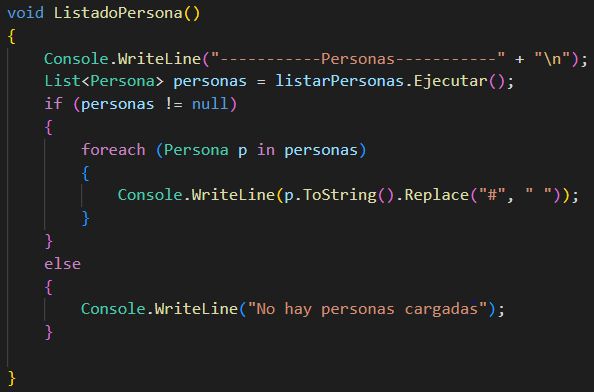 void ListadoPersona()
{
    Console.WriteLine("-----------Personas-----------" + "\n");
    List<Persona> personas = listarPersonas.Ejecutar();
    if (personas != null)
    {
        foreach (Persona p in personas)
        {
            Console.WriteLine(p.ToString().Replace("#", " "));
        }
    }
    else
    {
        Console.WriteLine("No hay personas cargadas");
    }
}